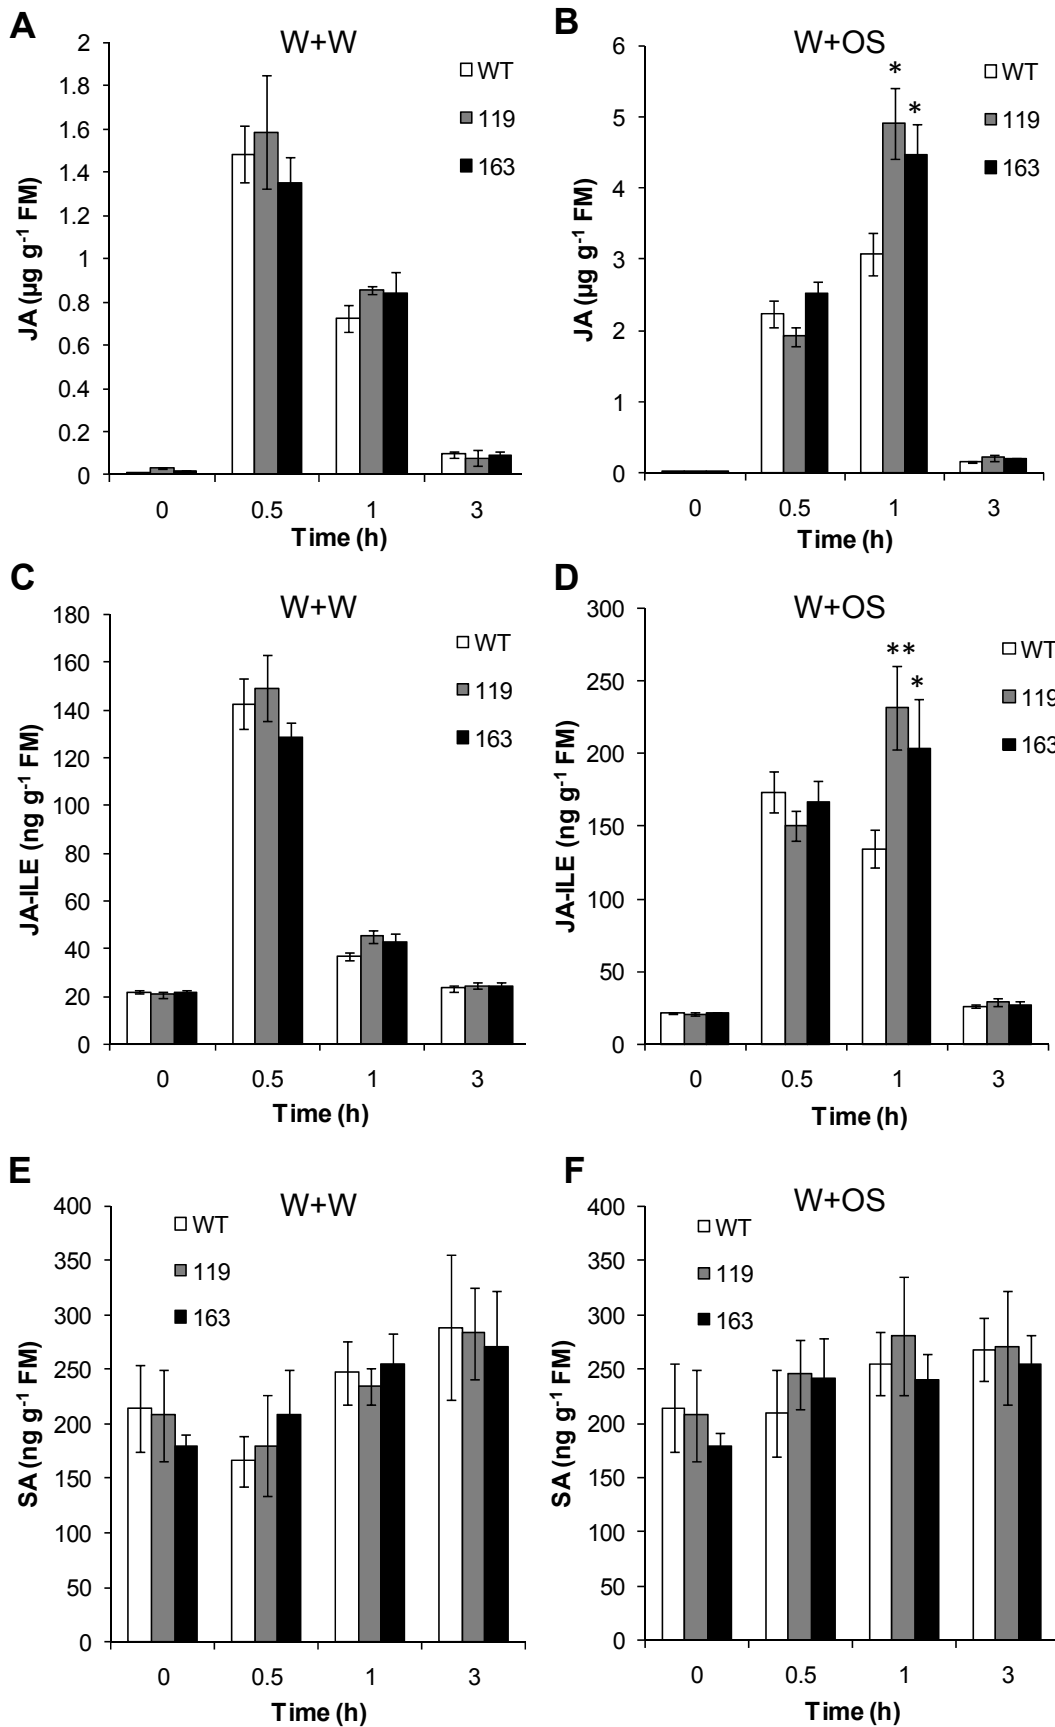 A
W+W
2
1.8
1.6
1.4
1.2
1
0.8
0.6
0.4
0.2
0
JA (µg g-1 FM)
WT
119
163
0 0.5 1 3
Time (h)
B
W+OS
6
5
4
3
2
1
0
JA (µg g-1 FM)
WT
119
163
*
*
0 0.5 1 3
Time (h)
C
W+W
180
160
140
120
100
80
60
40
20
0
JA-ILE (ng g-1 FM)
WT
119
163
0 0.5 1 3
Time (h)
D
W+OS
300
250
200
150
100
50
0
JA-ILE (ng g-1 FM)
WT
119
163
**
*
0 0.5 1 3
Time (h)
E
W+W
400
350
300
250
200
150
100
50
0
SA (ng g-1 FM)
WT
119
163
0 0.5 1 3
Time (h)
F
W+OS
400
350
300
250
200
150
100
50
0
SA (ng g-1 FM)
WT
119
163
0 0.5 1 3
Time (h)